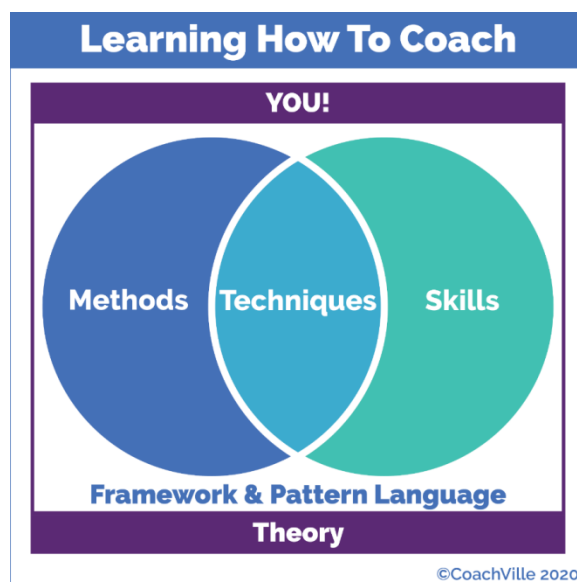 Learning How To Coach
YOU!
Methods Techniques Skills
Framework & Pattern Language
Theory
©CoachVille 2020